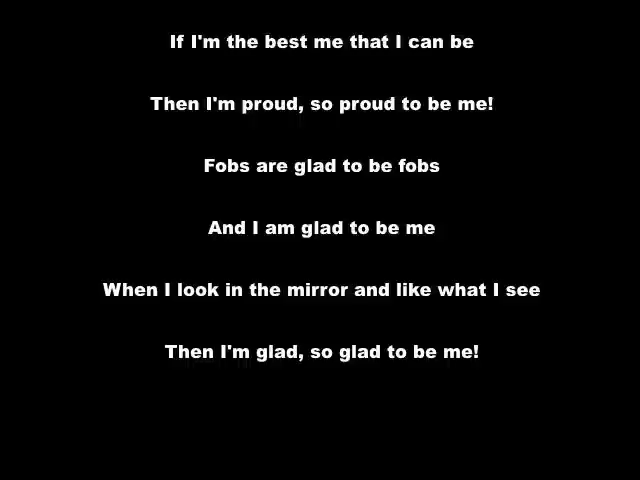 If I'm the best me that I can be
Then I'm proud, so proud to be me!
Fobs are glad to be fobs
And I am glad to be me
When I look in the mirror and like what I see
Then I'm glad, so glad to be me!